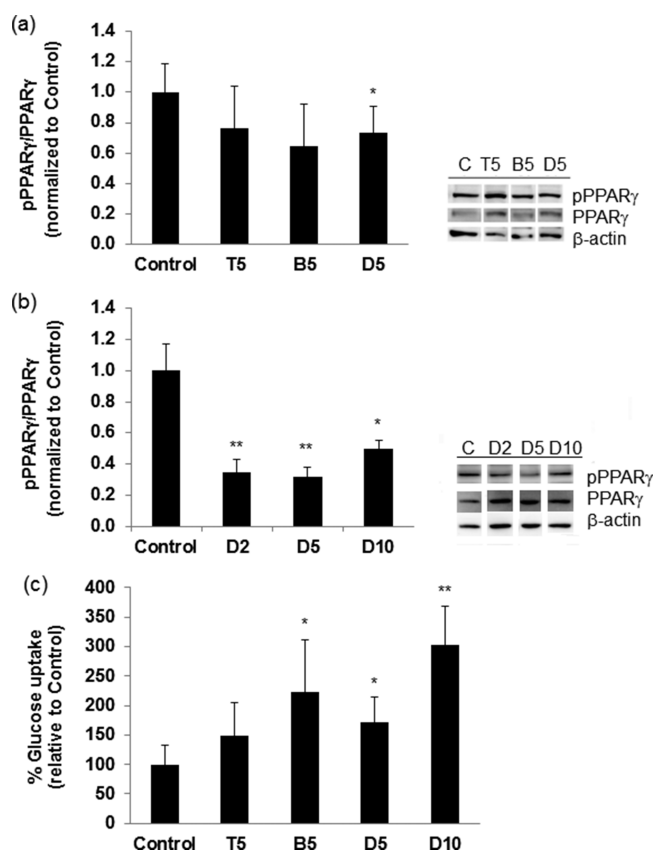 (a)
pPPARγ/PPARγ
(normalized to Control)
1.4
1.2
1.0
0.8
0.6
0.4
0.2
0.0
*
Control T5 B5 D5
C T5 B5 D5
pPPARγ
PPARγ
β-actin
(b)
pPPARγ/PPARγ
(normalized to Control)
1.4
1.2
1.0
0.8
0.6
0.4
0.2
0.0
** ** *
Control D2 D5 D10
C D2 D5 D10
pPPARγ
PPARγ
β-actin
(c)
% Glucose uptake
(relative to Control)
400
350
300
250
200
150
100
50
0
* * **
Control T5 B5 D5 D10